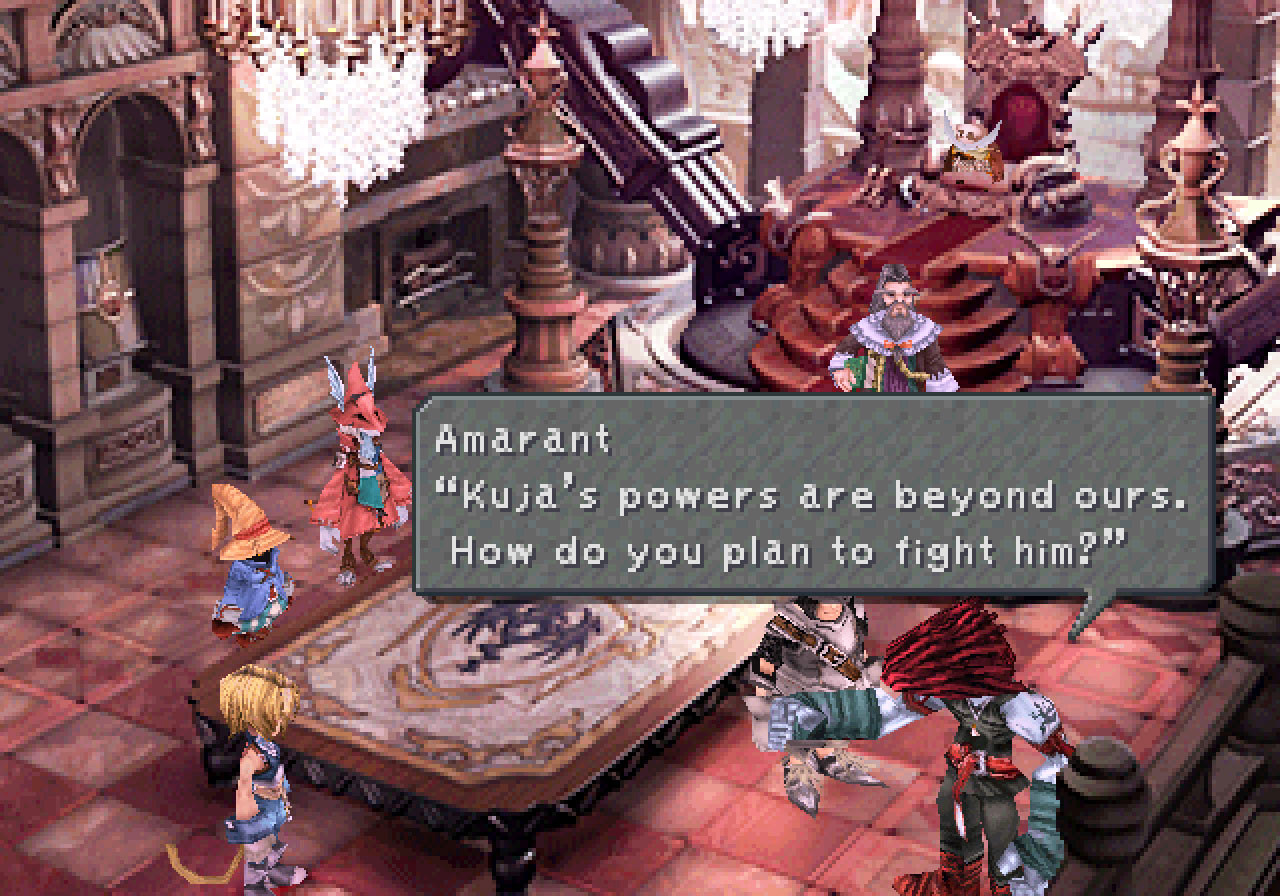 Amarant
“Kuja’s powers are beyond ours.
How do you plan to fight him?”